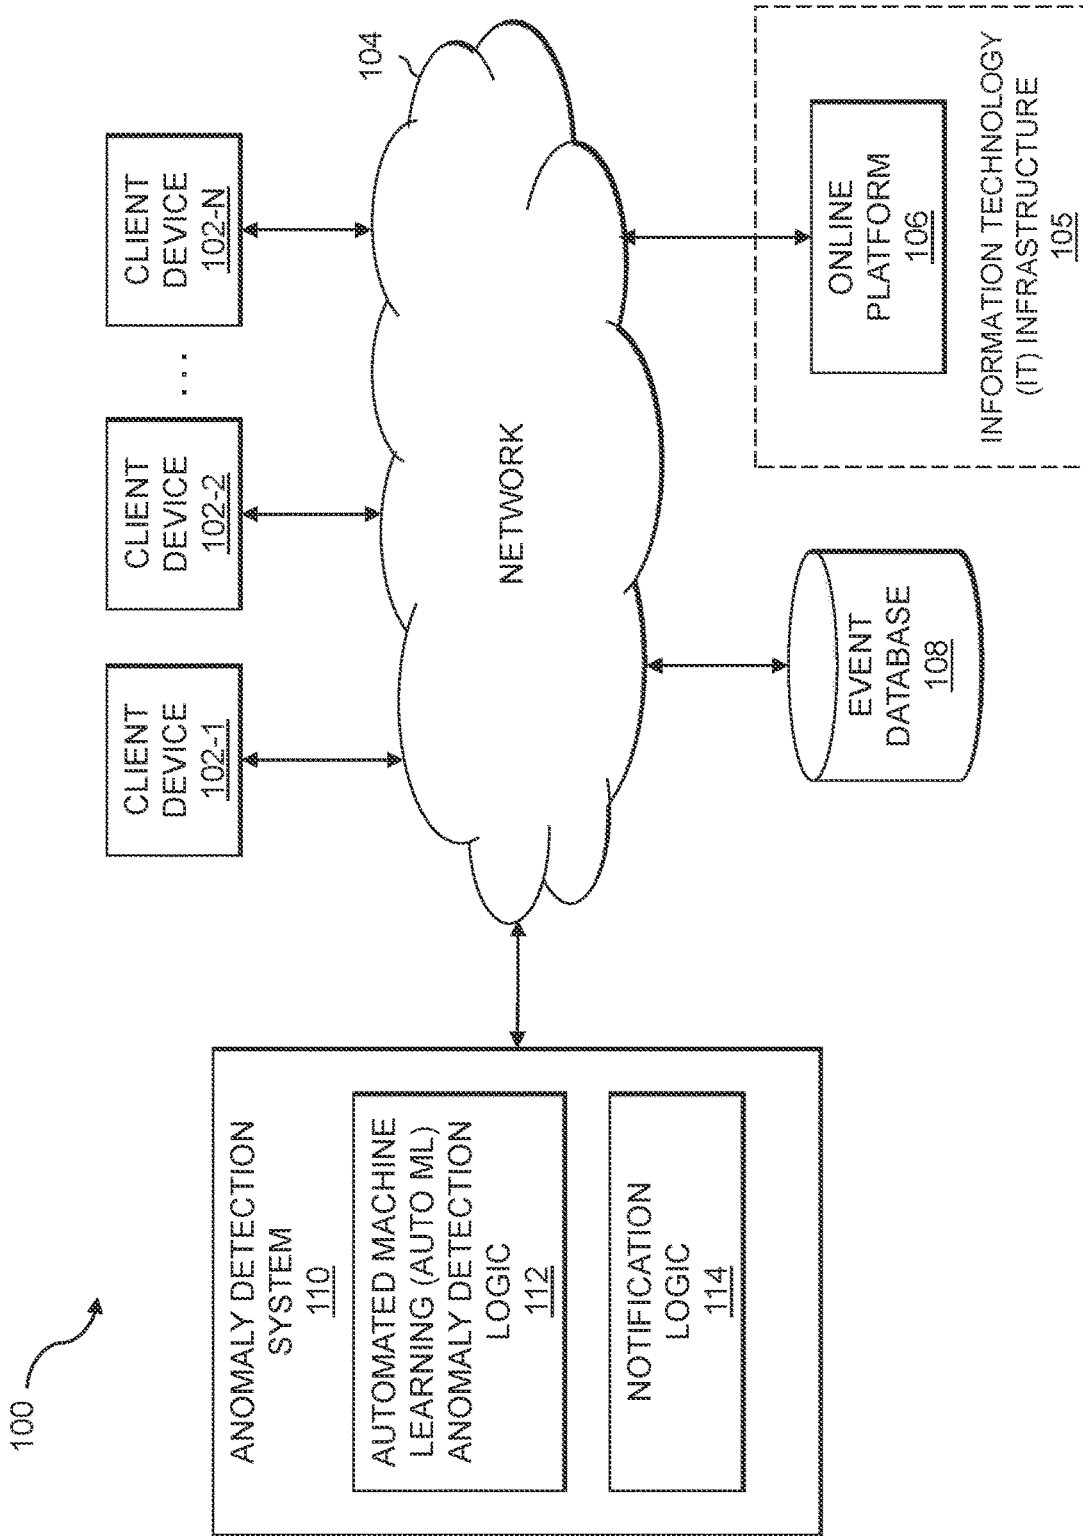 100
ANOMALY DETECTION
SYSTEM
110
AUTOMATED MACHINE
LEARNING (AUTO ML)
ANOMALY DETECTION
LOGIC
112
NOTIFICATION
LOGIC
114
CLIENT
DEVICE
102-1
CLIENT
DEVICE
102-2
...
CLIENT
DEVICE
102-N
104
NETWORK
EVENT
DATABASE
108
ONLINE
PLATFORM
106
INFORMATION TECHNOLOGY
(IT) INFRASTRUCTURE
105